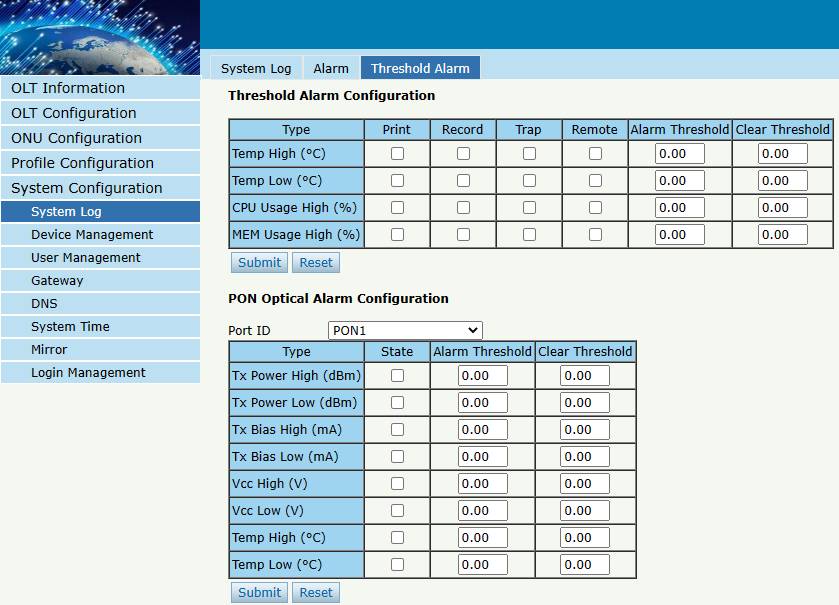 System Log Alarm Threshold Alarm
OLT Information
OLT Configuration
ONU Configuration
Profile Configuration
System Configuration
System Log
Device Management
User Management
Gateway
DNS
System Time
Mirror
Login Management
Threshold Alarm Configuration
Type Print Record Trap Remote Alarm Threshold Clear Threshold
Temp High (°C) 0.00 0.00
Temp Low (°C) 0.00 0.00
CPU Usage High (%) 0.00 0.00
MEM Usage High (%) 0.00 0.00
Submit Reset
PON Optical Alarm Configuration
Port ID PON1
Type State Alarm Threshold Clear Threshold
Tx Power High (dBm) 0.00 0.00
Tx Power Low (dBm) 0.00 0.00
Tx Bias High (mA) 0.00 0.00
Tx Bias Low (mA) 0.00 0.00
Vcc High (V) 0.00 0.00
Vcc Low (V) 0.00 0.00
Temp High (°C) 0.00 0.00
Temp Low (°C) 0.00 0.00
Submit Reset